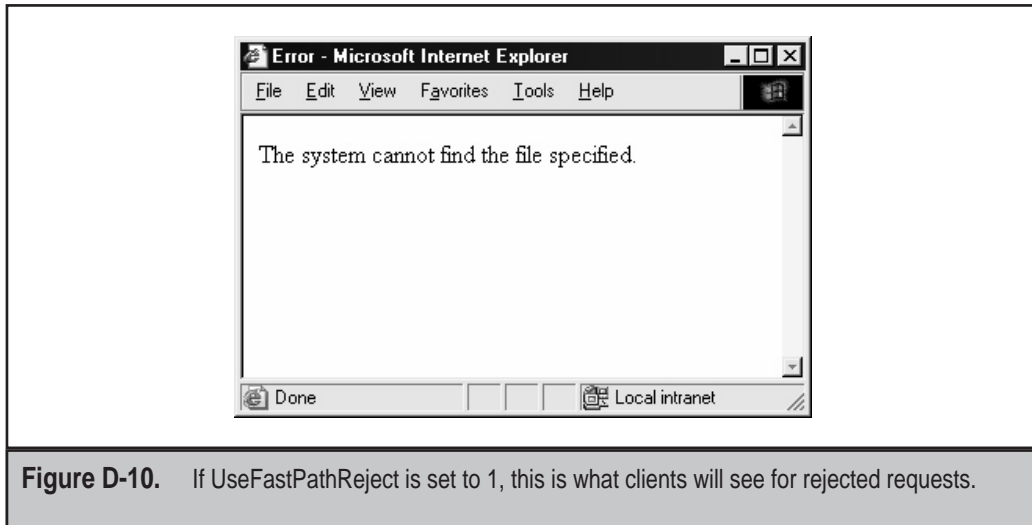 Error - Microsoft Internet Explorer
File Edit View Favorites Tools Help
The system cannot find the file specified.
Done Local intranet
Figure D-10. If UseFastPathReject is set to 1, this is what clients will see for rejected requests.